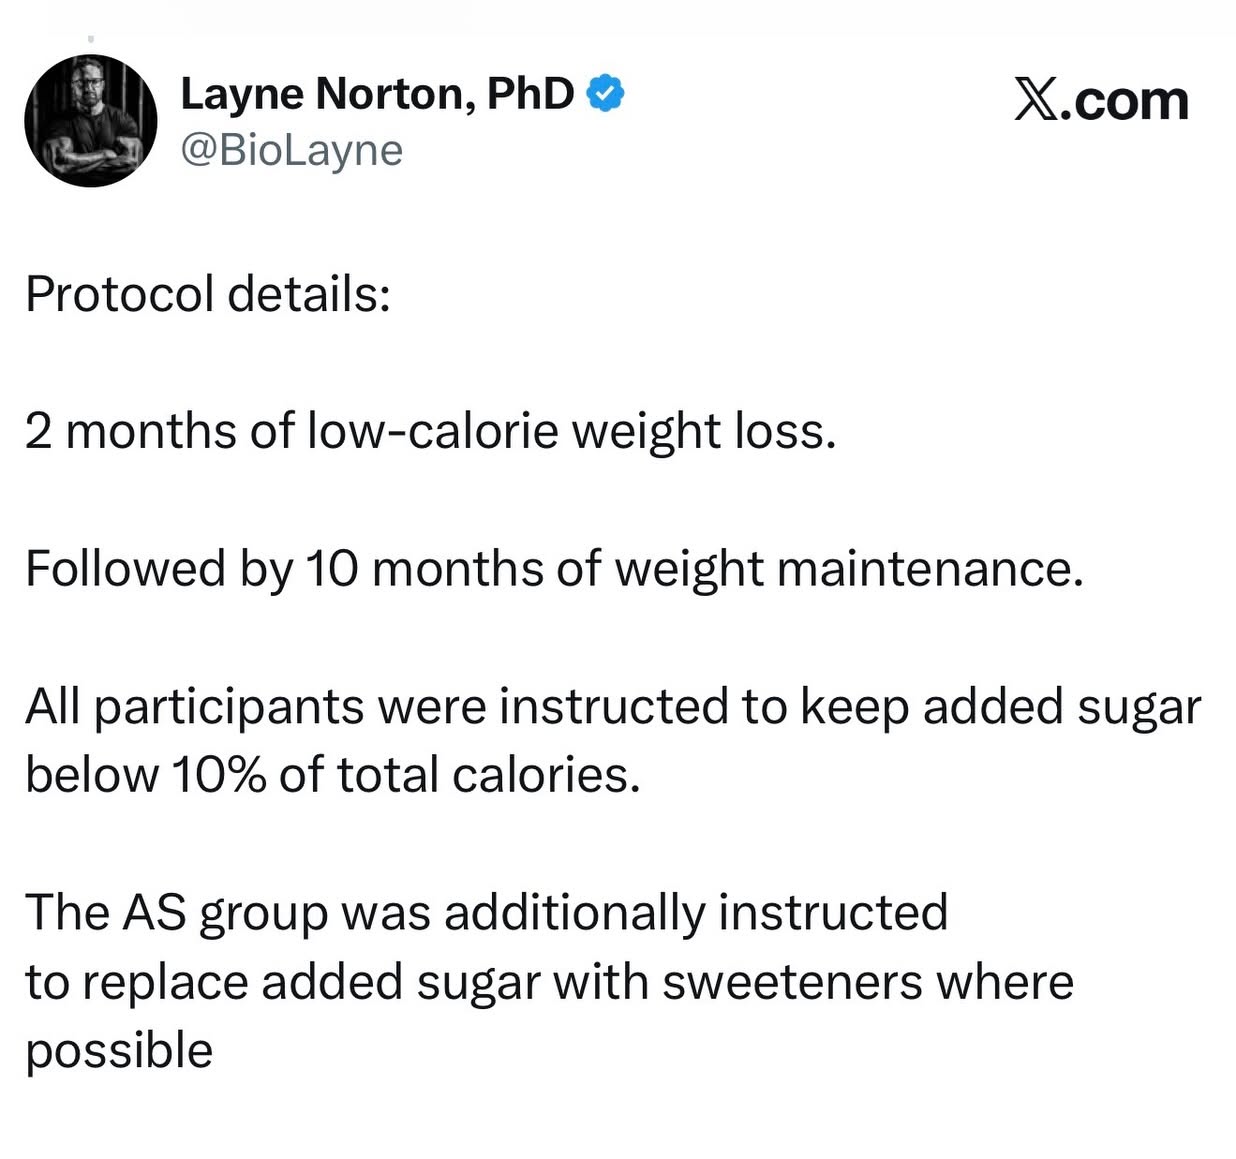 Layne Norton, PhD
X.com
@BioLayne
Protocol details:
2 months of low-calorie weight loss.
Followed by 10 months of weight maintenance.
All participants were instructed to keep added sugar
below 10% of total calories.
The AS group was additionally instructed
to replace added sugar with sweeteners where
possible